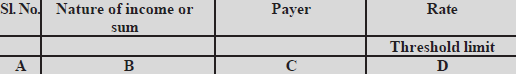 Sl. No. Nature of income or sum Payer Rate
Threshold limit
A B C D